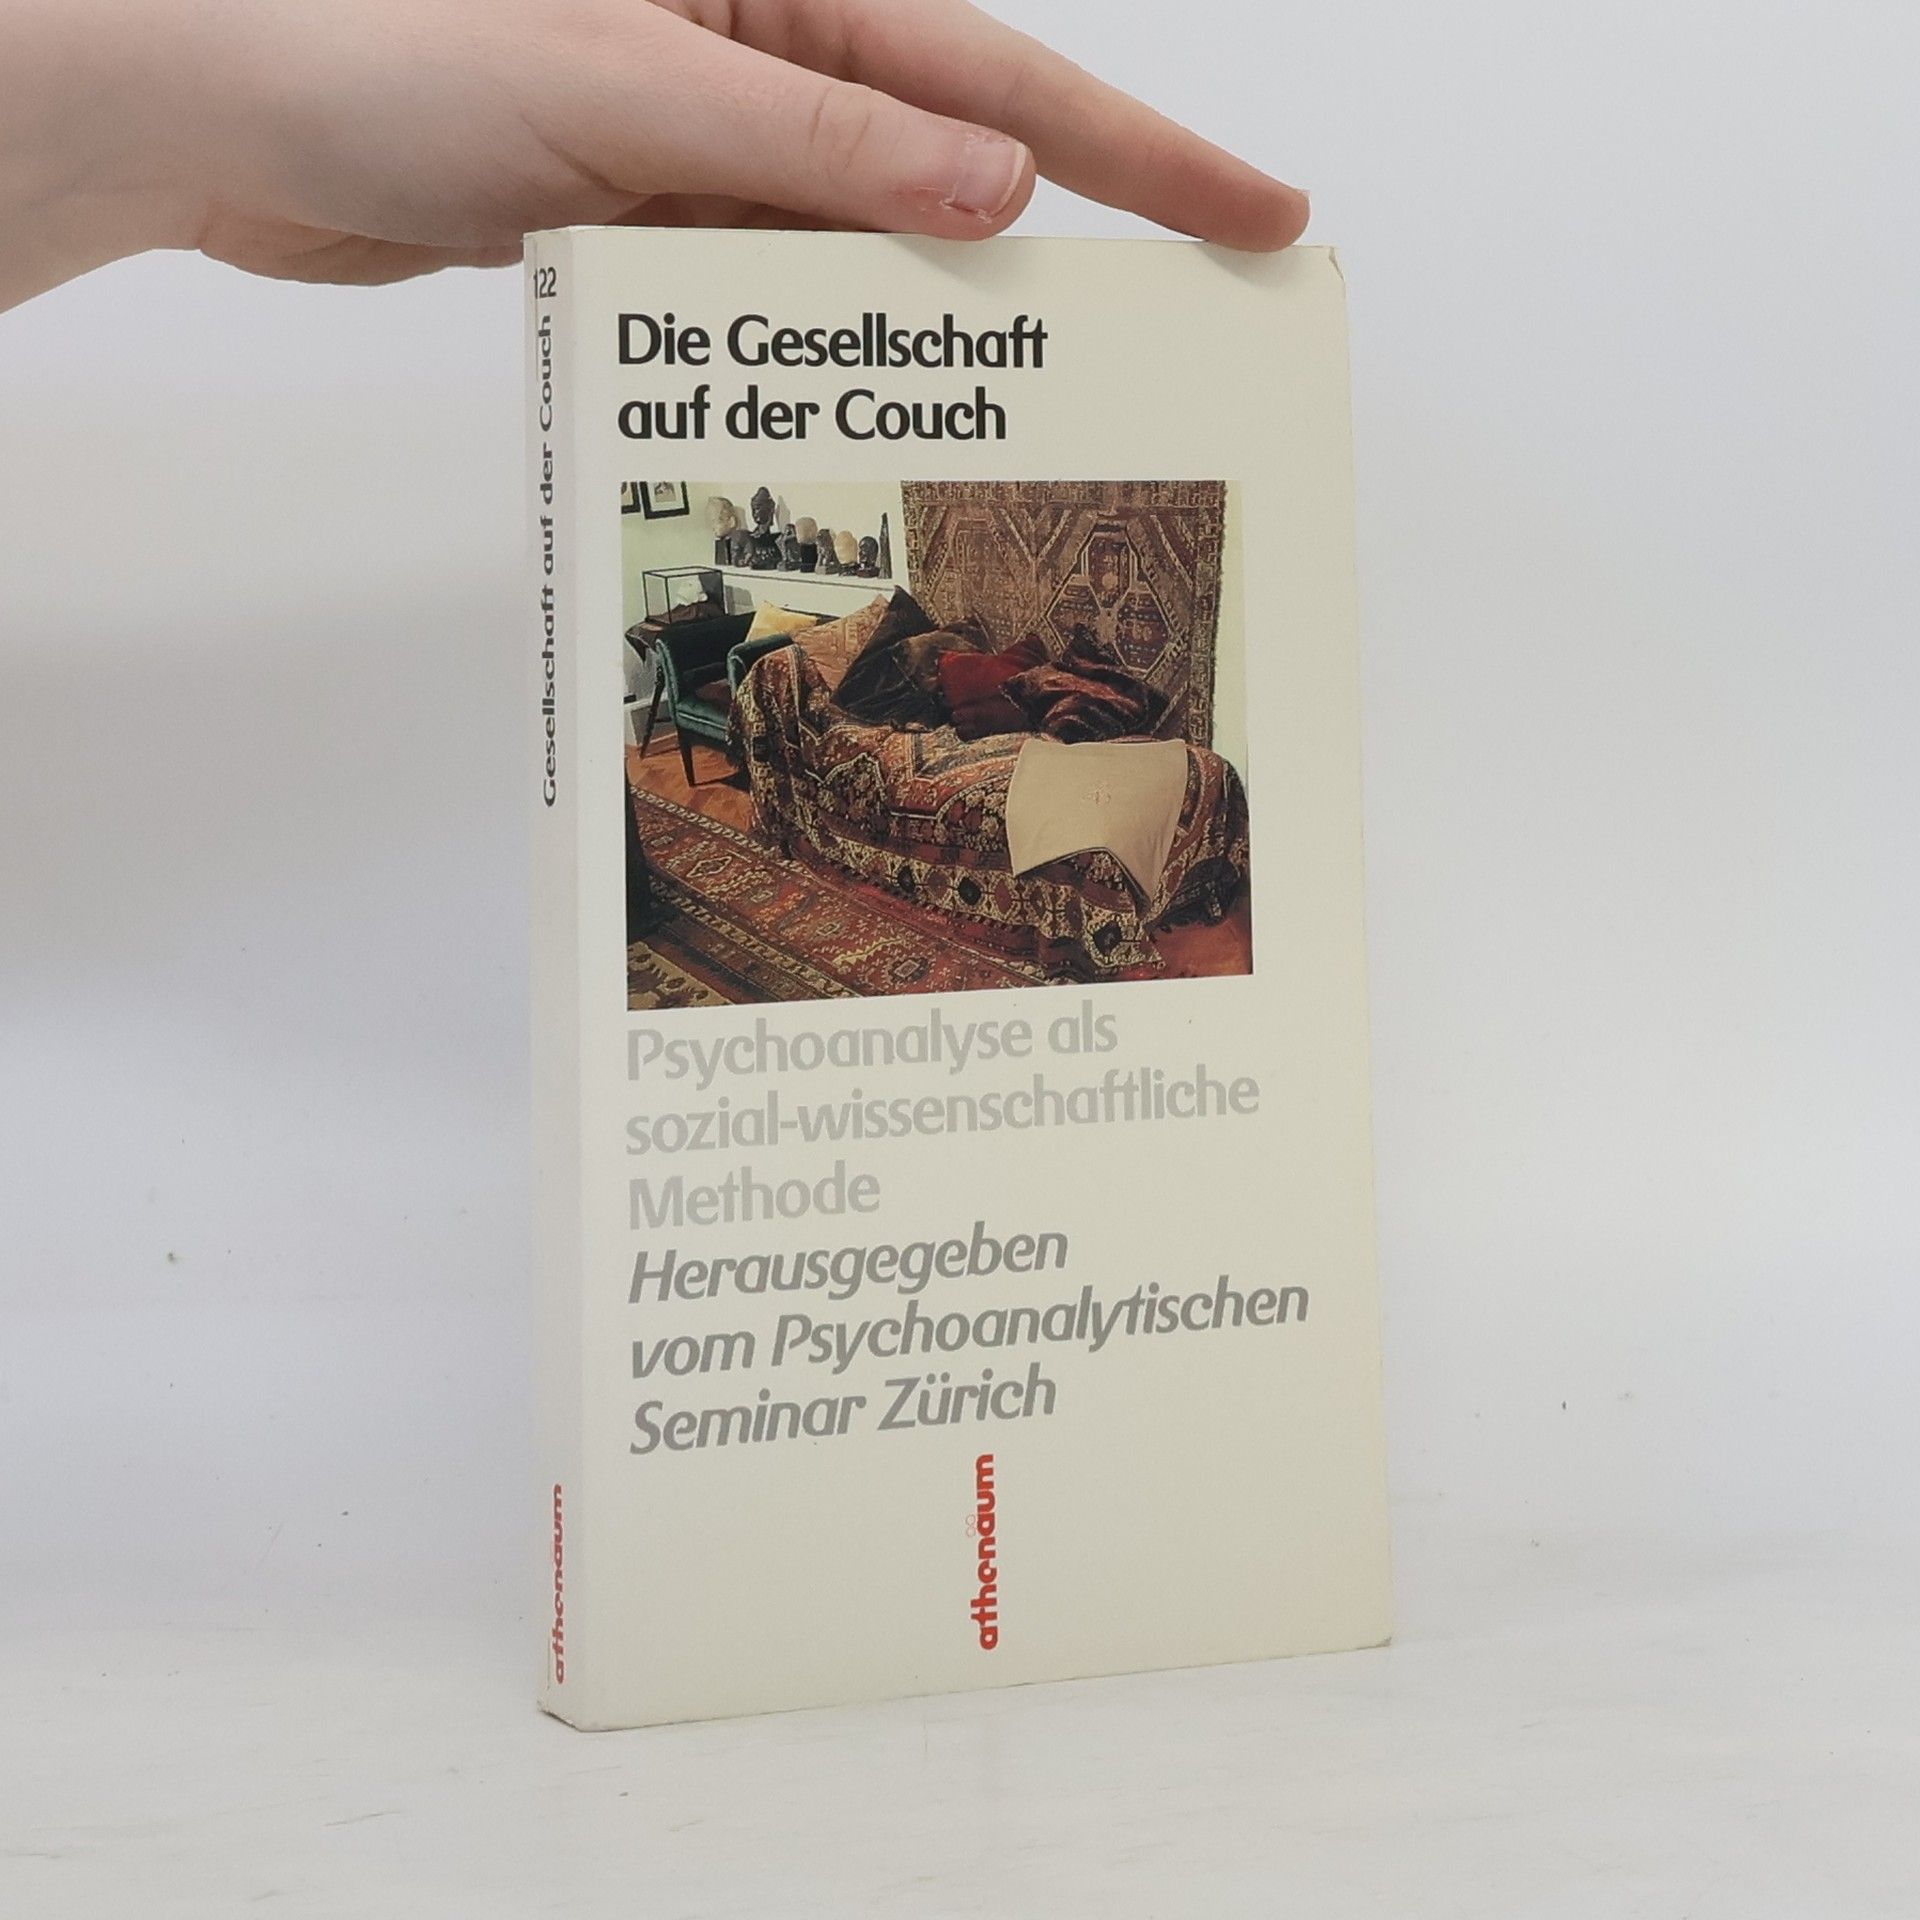 122
Gesellschaft auf der Couch
athenäum
Die Gesellschaft
auf der Couch
Psychoanalyse als
sozial-wissenschaftliche
Methode
Herausgegeben
vom Psychoanalytischen
Seminar Zürich
athenäum